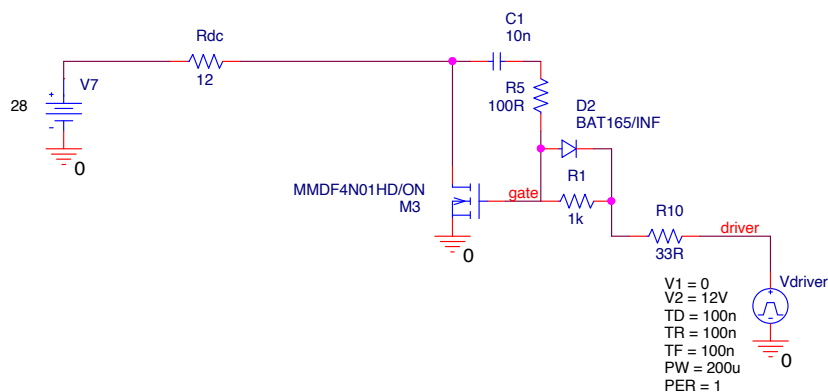 C1
10n
Rdc
12
V7
+
-
28
0
R5
100R
D2
BAT165/INF
MMDF4N01HD/ON
M3
gate
R1
1k
0
R10
33R
driver
Vdriver
+
-
V1 = 0
V2 = 12V
TD = 100n
TR = 100n
TF = 100n
PW = 200u
PER = 1
0